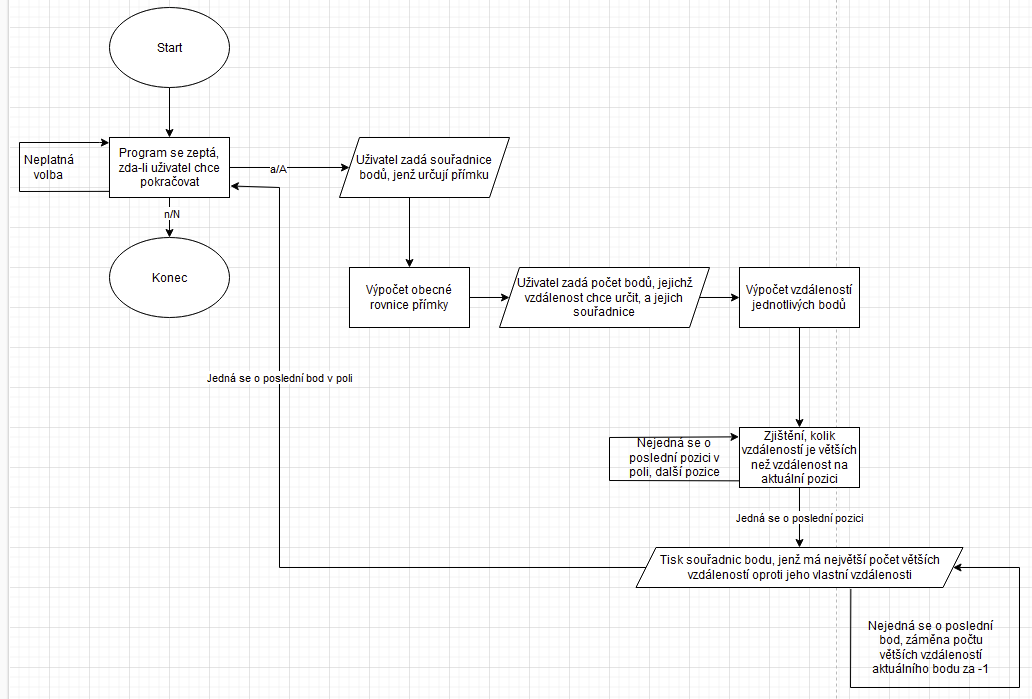 Start
Neplatná
volba
Program se zeptá,
zda-li uživatel chce
pokračovat
a/A
Uživatel zadá souřadnice
bodů, jenž určují přímku
n/N
Konec
Výpočet obecné
rovnice přímky
Uživatel zadá počet bodů, jejichž
vzdálenost chce určit, a jejich
souřadnice
Výpočet vzdáleností
jednotlivých bodů
Jedná se o poslední bod v poli
Nejedná se o
poslední pozici v
poli, další pozice
Zjištění, kolik
vzdáleností je větších
než vzdálenost na
aktuální pozici
Jedná se o poslední pozici
Tisk souřadnic bodu, jenž má největší počet větších
vzdáleností oproti jeho vlastní vzdálenosti
Nejedná se o poslední
bod, záměna počtu
větších vzdáleností
aktuálního bodu za -1